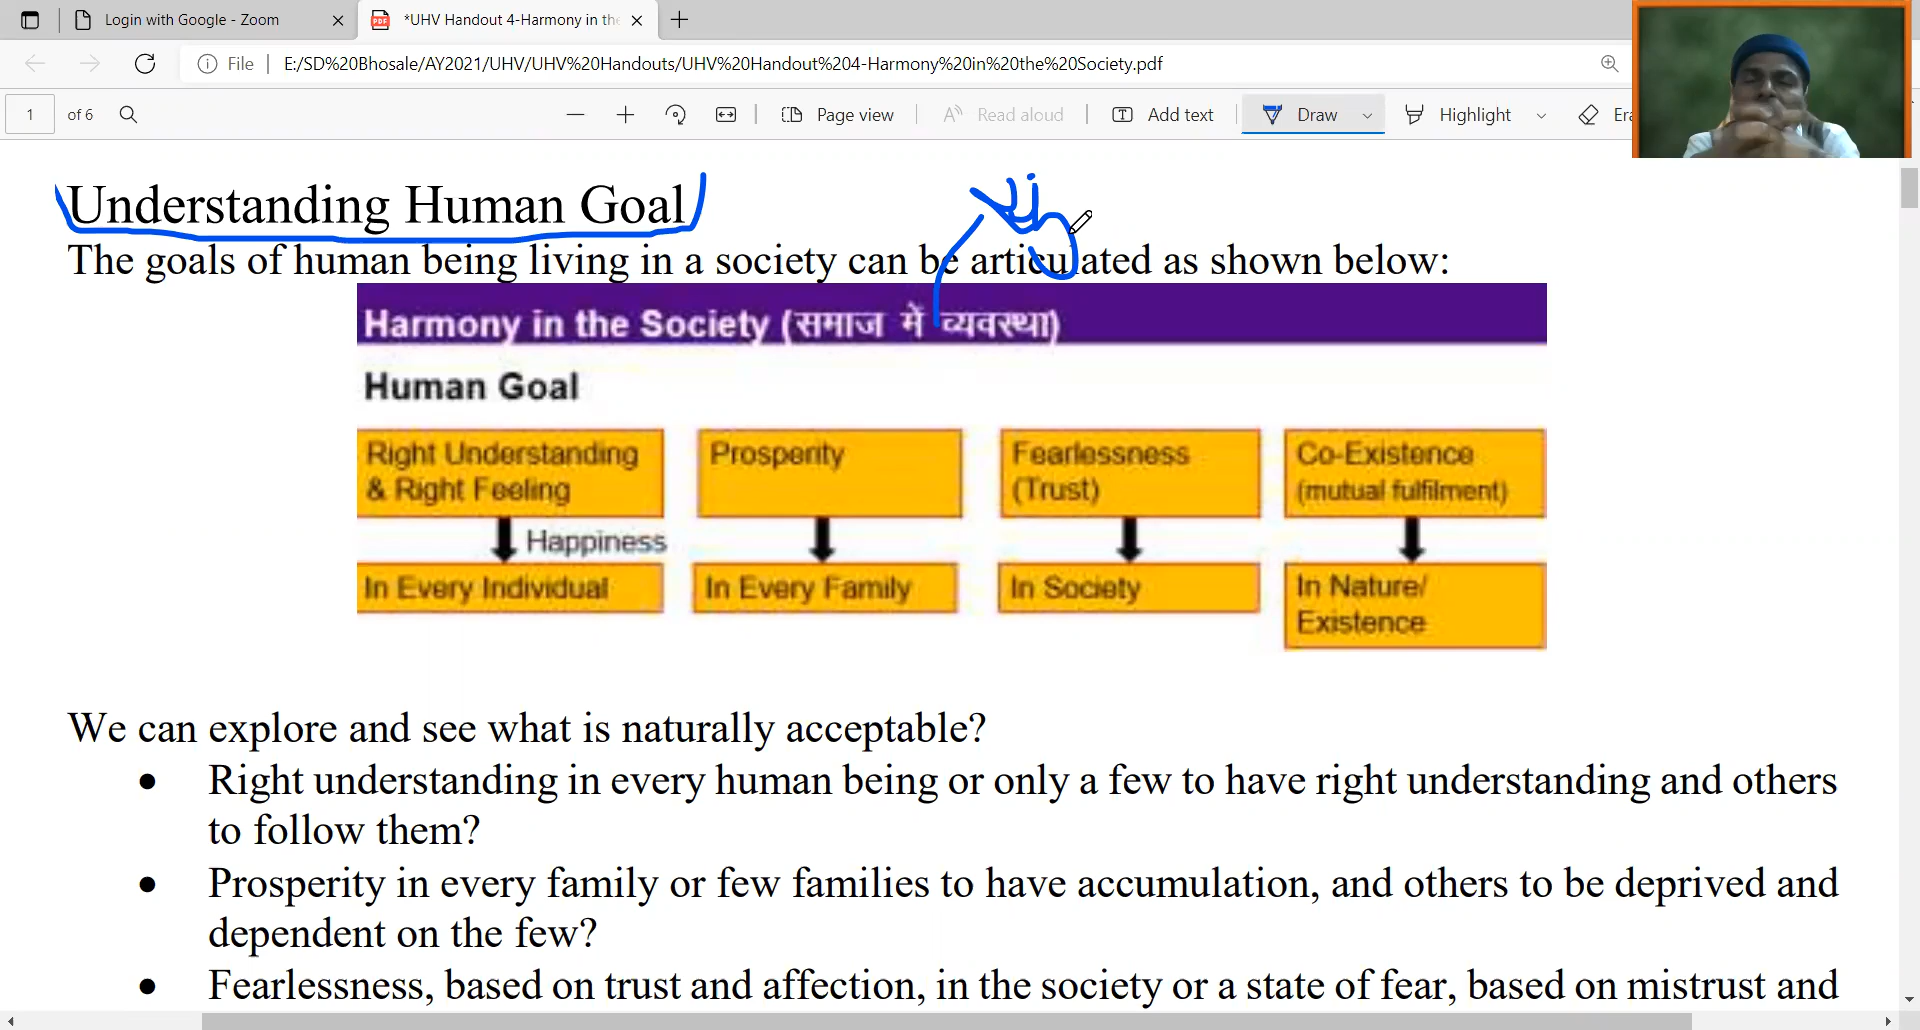 Login with Google - Zoom
*UHV Handout 4-Harmony in the
File
E:/SD%20Bhosale/AY2021/UHV/UHV%20Handouts/UHV%20Handout%204-Harmony%20in%20the%20Society.pdf
1 of 6
Page view
Read aloud
Add text
Draw
Highlight
Understanding Human Goal
The goals of human being living in a society can be articulated as shown below:
Harmony in the Society (समाज में व्यवस्था)
Human Goal
Right Understanding
& Right Feeling
Happiness
In Every Individual
Prosperity
In Every Family
Fearlessness
(Trust)
In Society
Co-Existence
(mutual fulfilment)
In Nature/
Existence
We can explore and see what is naturally acceptable?
• Right understanding in every human being or only a few to have right understanding and others
to follow them?
• Prosperity in every family or few families to have accumulation, and others to be deprived and
dependent on the few?
• Fearlessness, based on trust and affection, in the society or a state of fear, based on mistrust and